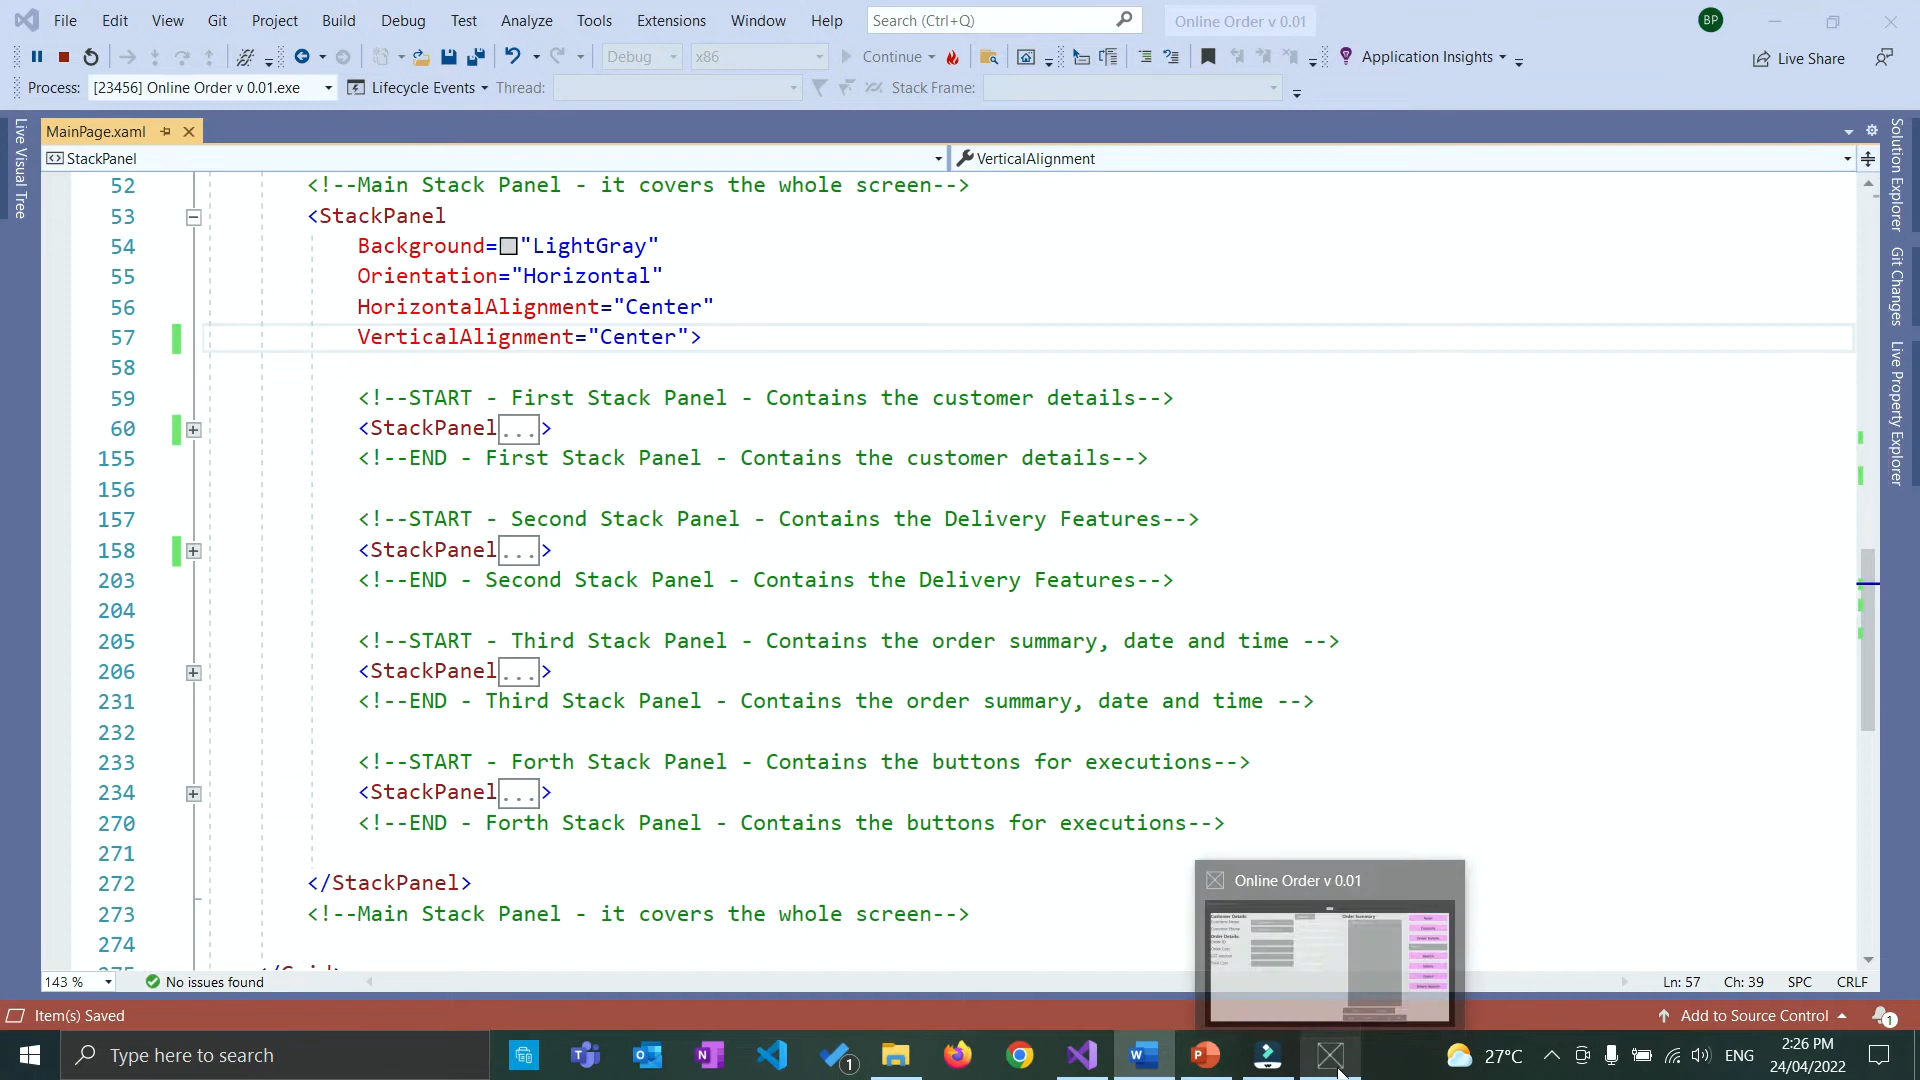 File Edit View Git Project Build Debug Test Analyze Tools Extensions Window Help Search (Ctrl+Q) Online Order v 0.01 BP
Debug x86 Continue Application Insights Live Share
Process: [23456] Online Order v 0.01.exe Lifecycle Events Thread: Stack Frame:
MainPage.xaml
StackPanel VerticalAlignment
Live Visual Tree
Solution Explorer
Git Changes
Live Property Explorer
52 <!--Main Stack Panel - it covers the whole screen-->
53 <StackPanel
54 Background="LightGray"
55 Orientation="Horizontal"
56 HorizontalAlignment="Center"
57 VerticalAlignment="Center">
58
59 <!--START - First Stack Panel - Contains the customer details-->
60 <StackPanel...>
155 <!--END - First Stack Panel - Contains the customer details-->
156
157 <!--START - Second Stack Panel - Contains the Delivery Features-->
158 <StackPanel...>
203 <!--END - Second Stack Panel - Contains the Delivery Features-->
204
205 <!--START - Third Stack Panel - Contains the order summary, date and time -->
206 <StackPanel...>
231 <!--END - Third Stack Panel - Contains the order summary, date and time -->
232
233 <!--START - Forth Stack Panel - Contains the buttons for executions-->
234 <StackPanel...>
270 <!--END - Forth Stack Panel - Contains the buttons for executions-->
271
272 </StackPanel>
273 <!--Main Stack Panel - it covers the whole screen-->
274
Online Order v 0.01
Customer Details
Order Summary
Order Details
143 % No issues found Ln: 57 Ch: 39 SPC CRLF
Item(s) Saved Add to Source Control 1
Type here to search 1 27°C ENG 2:26 PM
24/04/2022